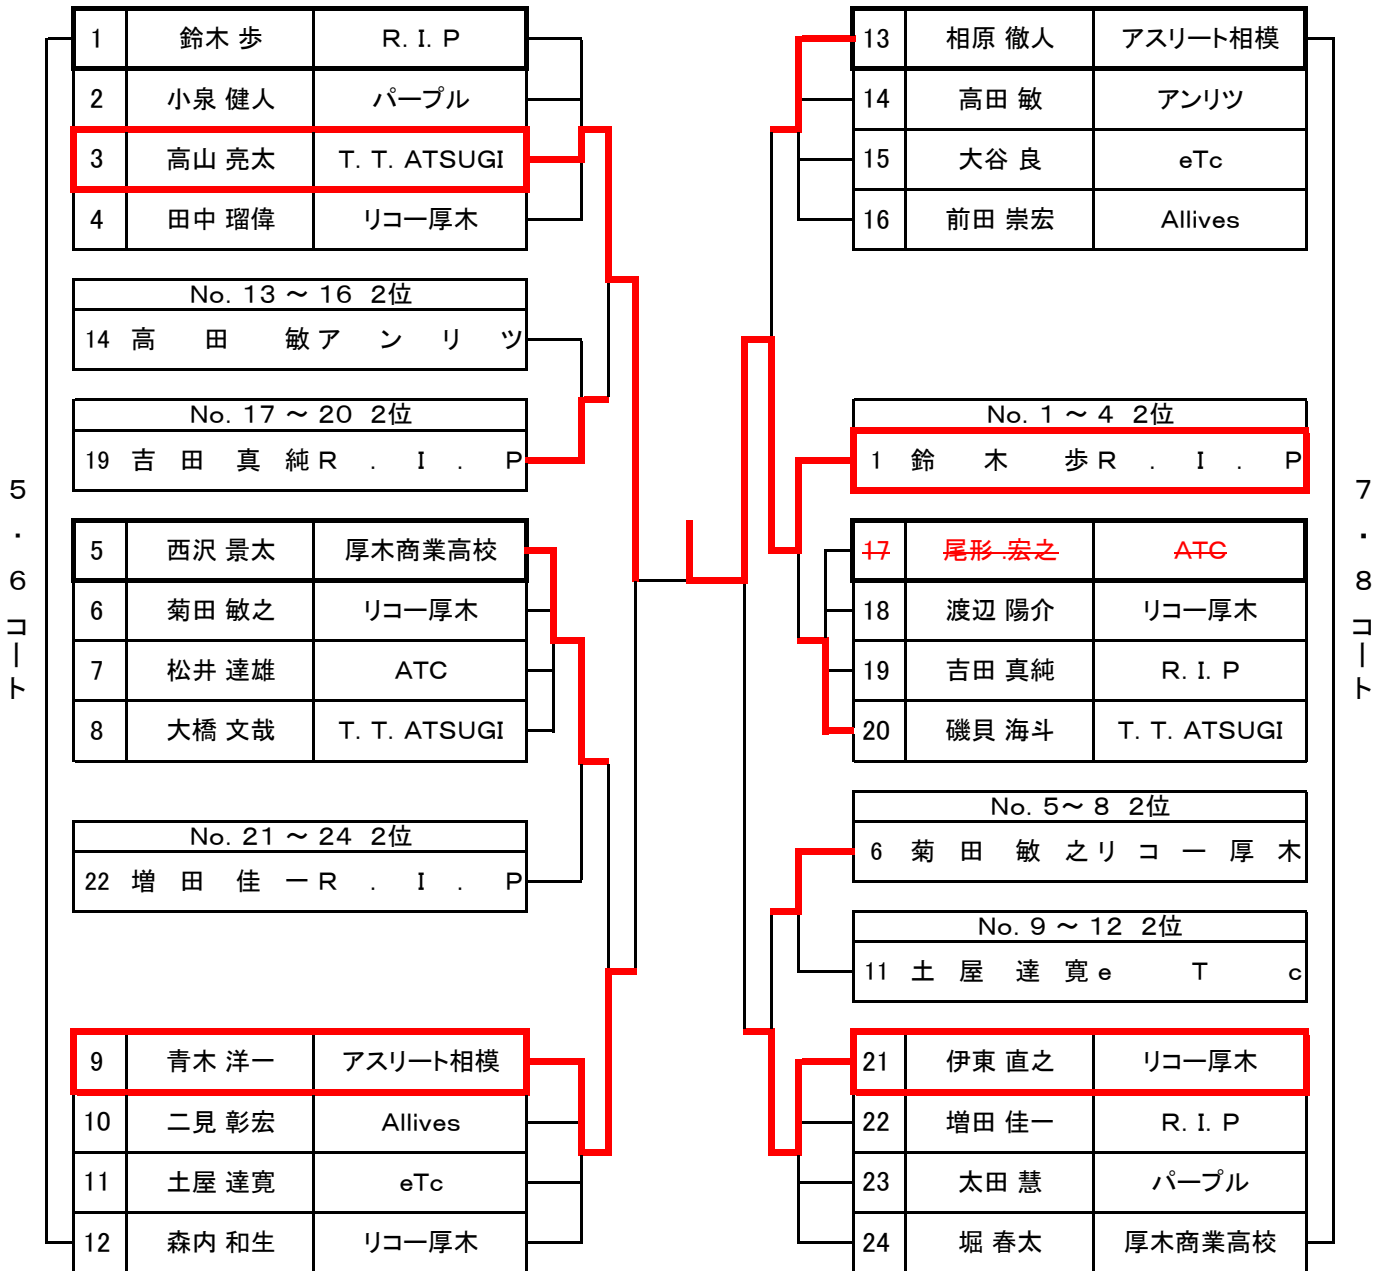 1 鈴木 歩 R. I. P
2 小泉 健人 パープル
3 高山 亮太 T. T. ATSUGI
4 田中 瑠偉 リコー厚木
No. 13 ～ 16 2位
14 高 田 敏 ア ン リ ツ
No. 17 ～ 20 2位
19 吉 田 真 純 R . I . P
5 西沢 景太 厚木商業高校
6 菊田 敏之 リコー厚木
7 松井 達雄 ATC
8 大橋 文哉 T. T. ATSUGI
No. 21 ～ 24 2位
22 増 田 佳 一 R . I . P
9 青木 洋一 アスリート相模
10 二見 彰宏 Allives
11 土屋 達寛 eTc
12 森内 和生 リコー厚木
5・6コート
13 相原 徹人 アスリート相模
14 高田 敏 アンリツ
15 大谷 良 eTc
16 前田 崇宏 Allives
No. 1 ～ 4 2位
1 鈴 木 歩 R . I . P
17 尾形 宏之 ATC
18 渡辺 陽介 リコー厚木
19 吉田 真純 R. I. P
20 磯貝 海斗 T. T. ATSUGI
No. 5～ 8 2位
6 菊 田 敏 之 リ コ ー 厚 木
No. 9 ～ 12 2位
11 土 屋 達 寛 e T c
21 伊東 直之 リコー厚木
22 増田 佳一 R. I. P
23 太田 慧 パープル
24 堀 春太 厚木商業高校
7・8コート